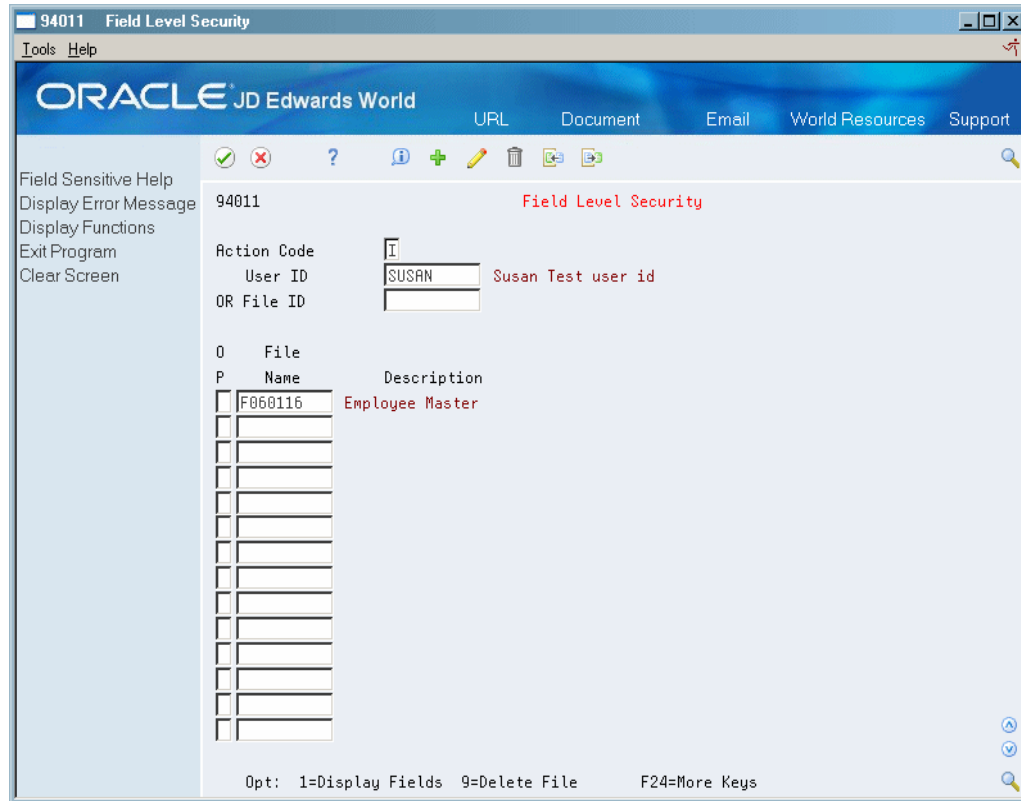 94011 Field Level Security
Tools Help
ORACLE JD Edwards World
URL Document Email World Resources Support
Field Sensitive Help
Display Error Message
Display Functions
Exit Program
Clear Screen
94011 Field Level Security
Action Code I
User ID SUSAN Susan Test user id
OR File ID
O File
P Name Description
F060116 Employee Master
Opt: 1=Display Fields 9=Delete File F24=More Keys